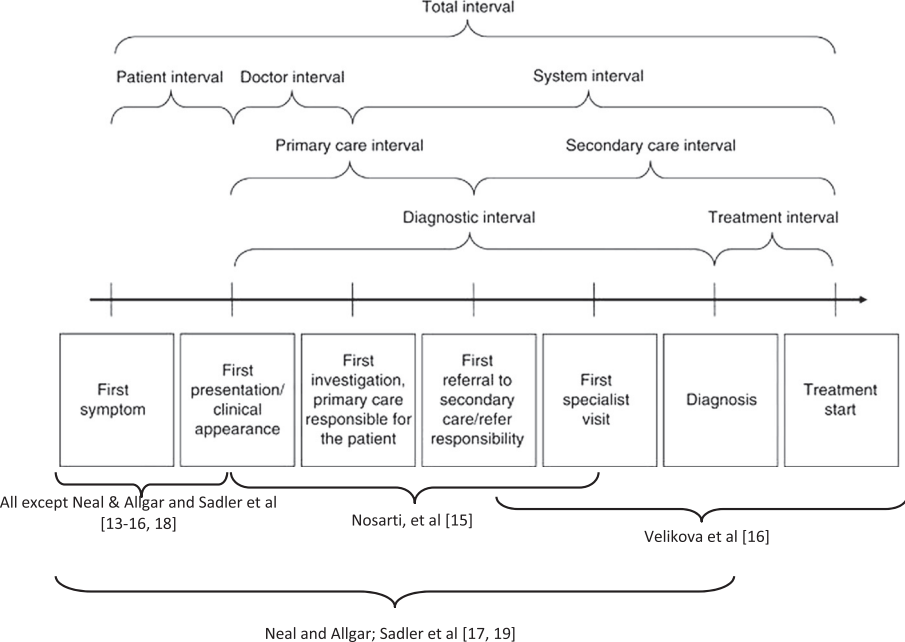 Total interval
Patient interval
Doctor interval
System interval
Primary care interval
Secondary care interval
Diagnostic interval
Treatment interval
First
symptom
First
presentation/
clinical
appearance
First
investigation,
primary care
responsible for
the patient
First
referral to
secondary
care/refer
responsibility
First
specialist
visit
Diagnosis
Treatment
start
All except Neal & Allgar and Sadler et al
[13-16, 18]
Nosarti, et al [15]
Velikova et al [16]
Neal and Allgar; Sadler et al [17, 19]